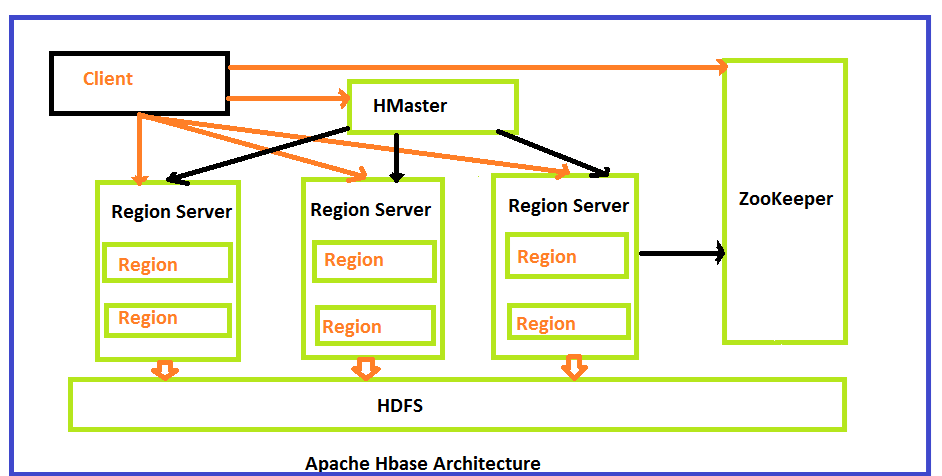 Client
HMaster
ZooKeeper
Region Server
Region Server
Region Server
Region
Region
Region
Region
Region
Region
HDFS
Apache Hbase Architecture